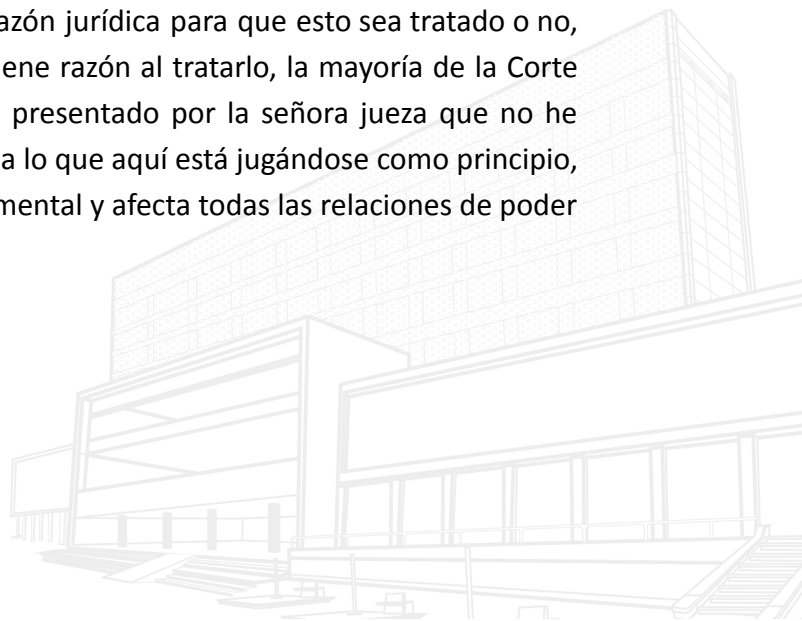 razón jurídica para que esto sea tratado o no,
iene razón al tratarlo, la mayoría de la Corte
presentado por la señora jueza que no he
a lo que aquí está jugándose como principio,
mental y afecta todas las relaciones de poder